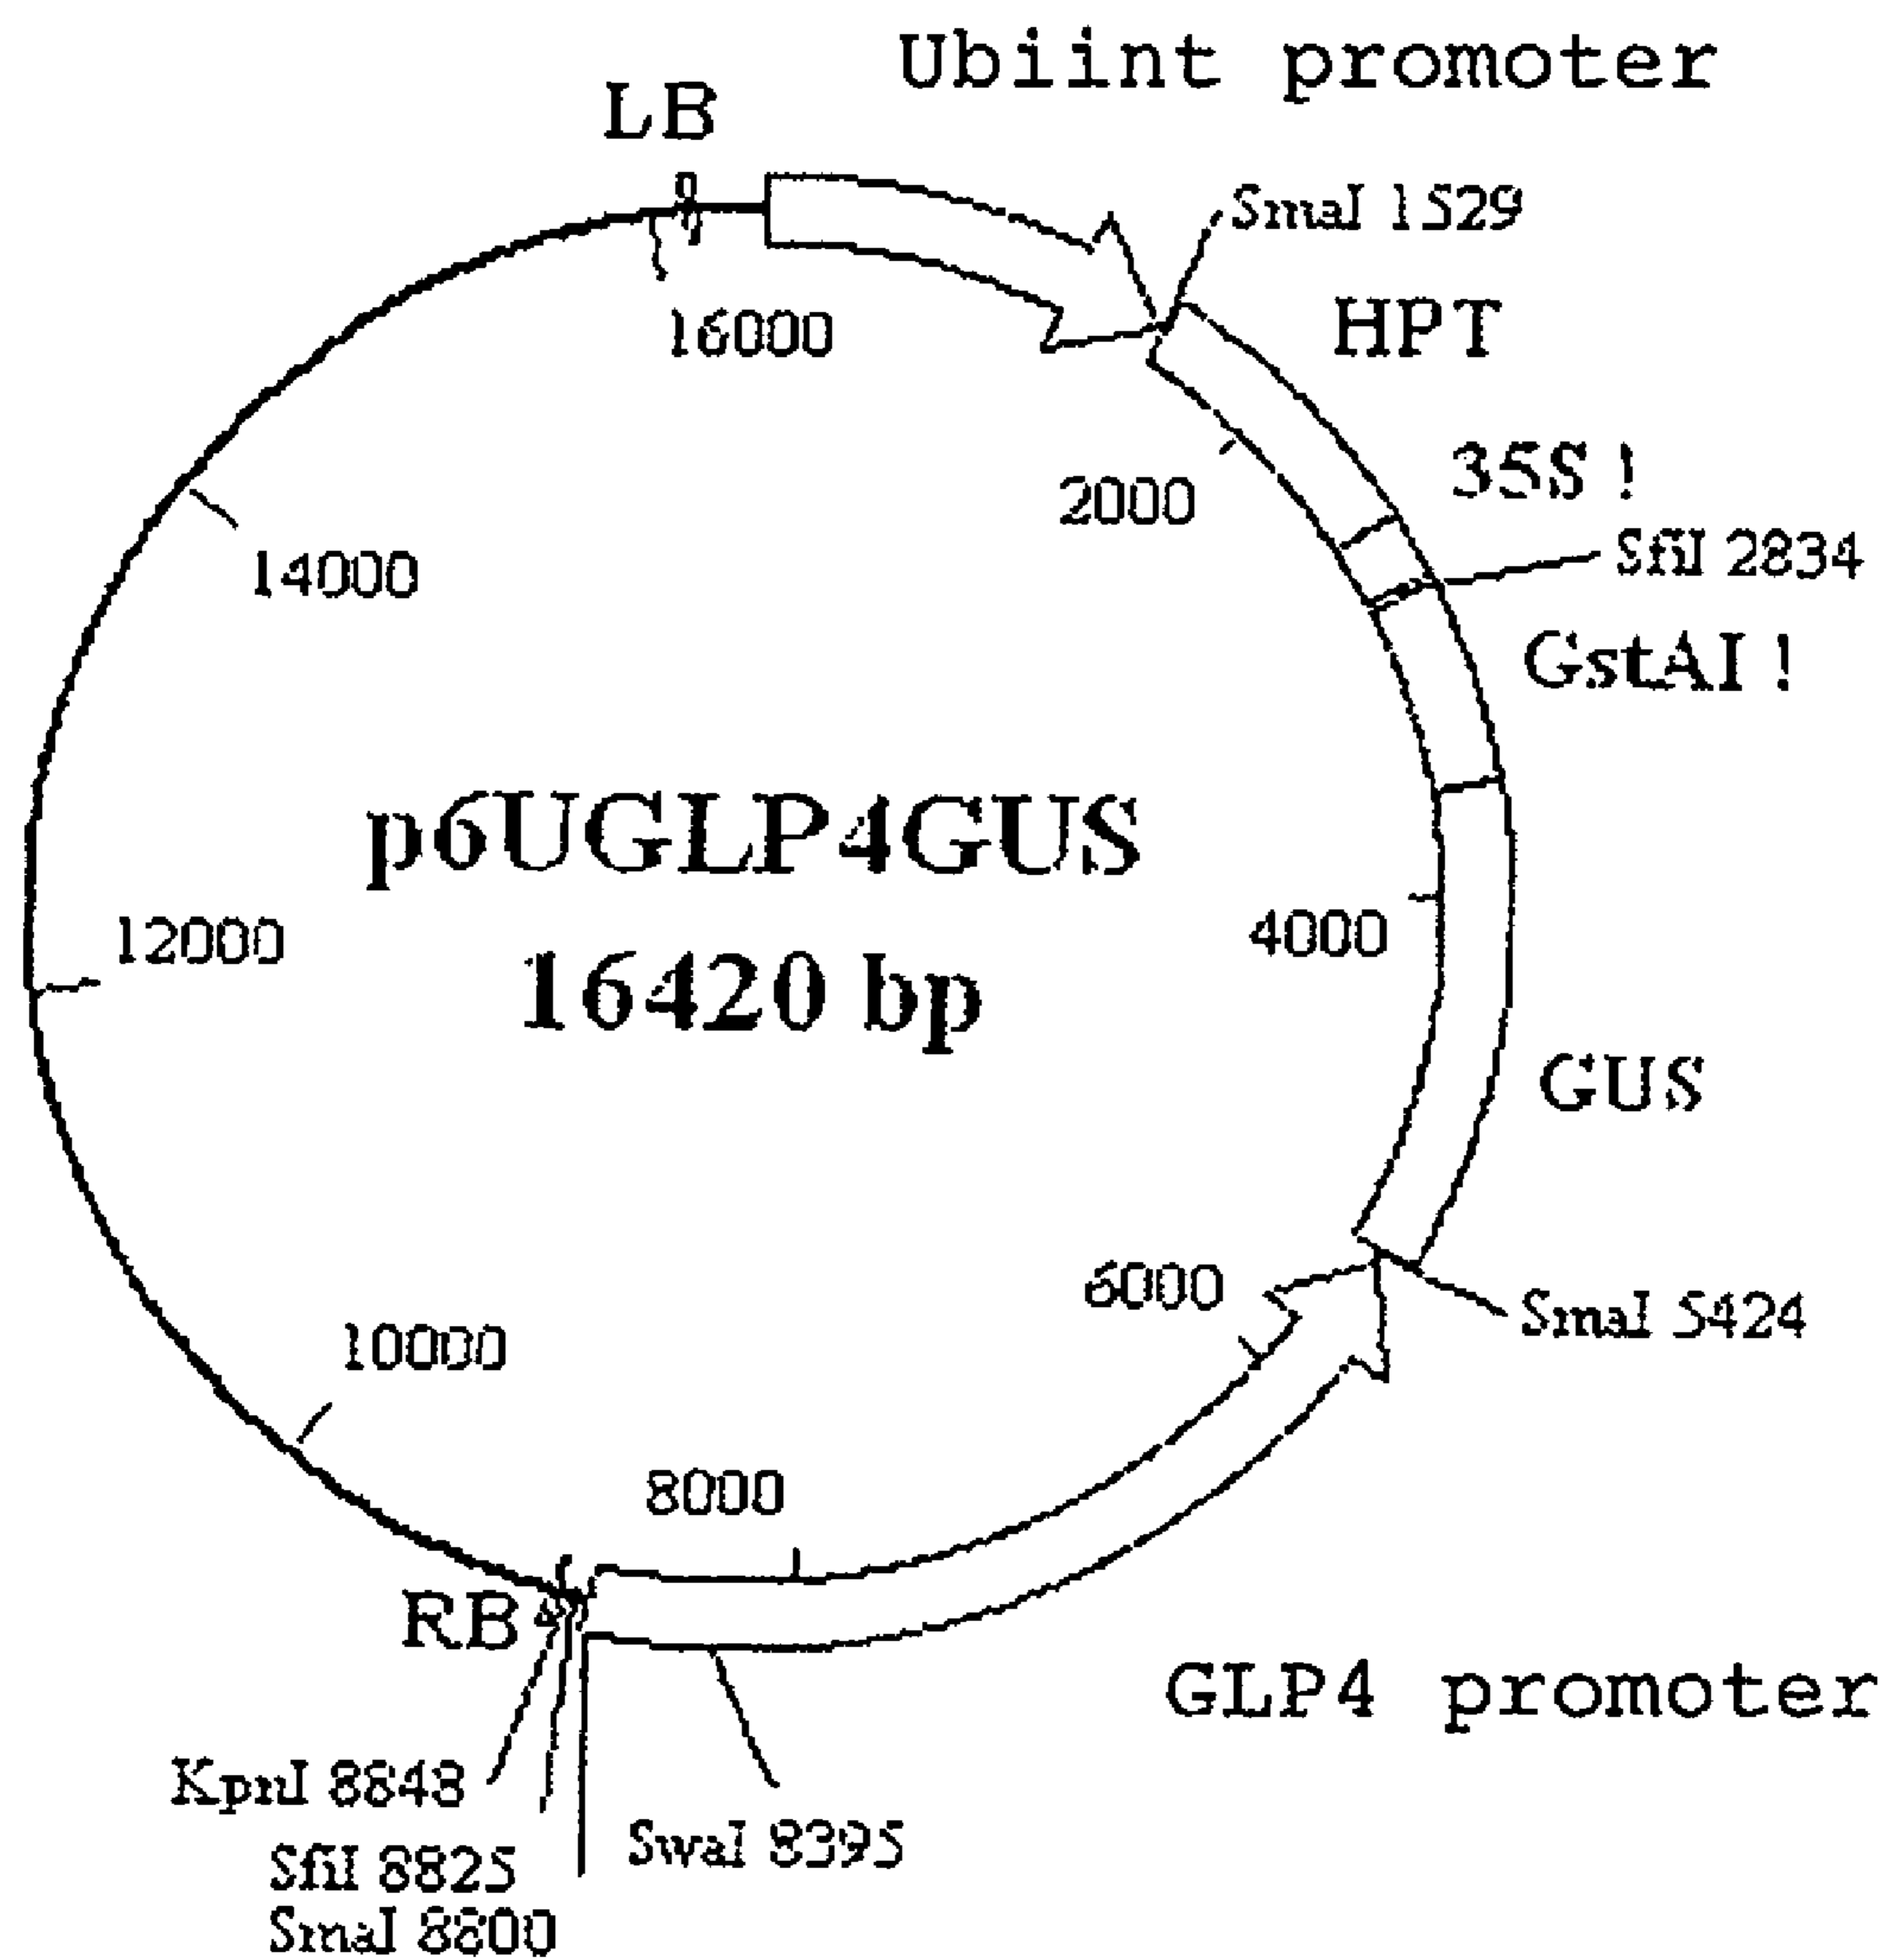 Ubiint promoter
LB
SmaI 1529
16000
HPT
2000
35S !
SfiI 2834
14000
GstAI !
p6UGLP4GUS
12000
4000
16420 bp
GUS
6000
SmaI 5424
10000
8000
RB
GLP4 promoter
KpnI 8848
SfiI 8825
SwaI 8395
SmaI 8800